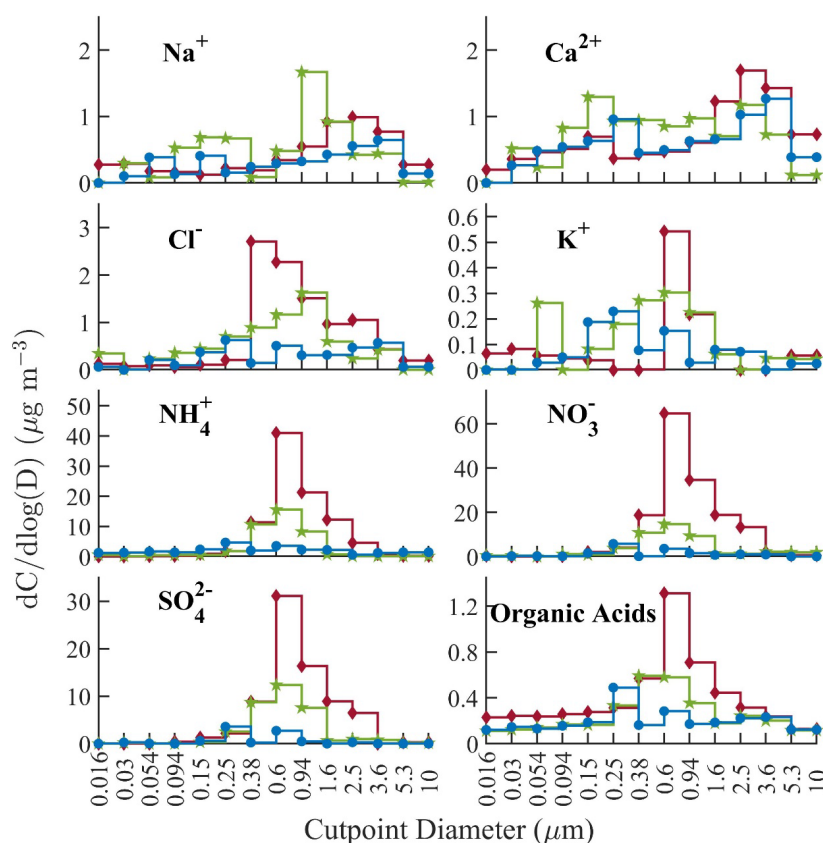 Na⁺
2
1
0
Ca²⁺
2
1
0
Cl⁻
3
2
1
0
K⁺
0.6
0.5
0.4
0.3
0.2
0.1
0
NH₄⁺
50
40
30
20
10
0
NO₃⁻
60
40
20
0
SO₄²⁻
30
20
10
0
Organic Acids
1.2
0.8
0.4
0
dC/dlog(D) (μg m⁻³)
0.016 0.03 0.054 0.094 0.15 0.25 0.38 0.6 0.94 1.6 2.5 3.6 5.3 10
0.016 0.03 0.054 0.094 0.15 0.25 0.38 0.6 0.94 1.6 2.5 3.6 5.3 10
Cutpoint Diameter (μm)